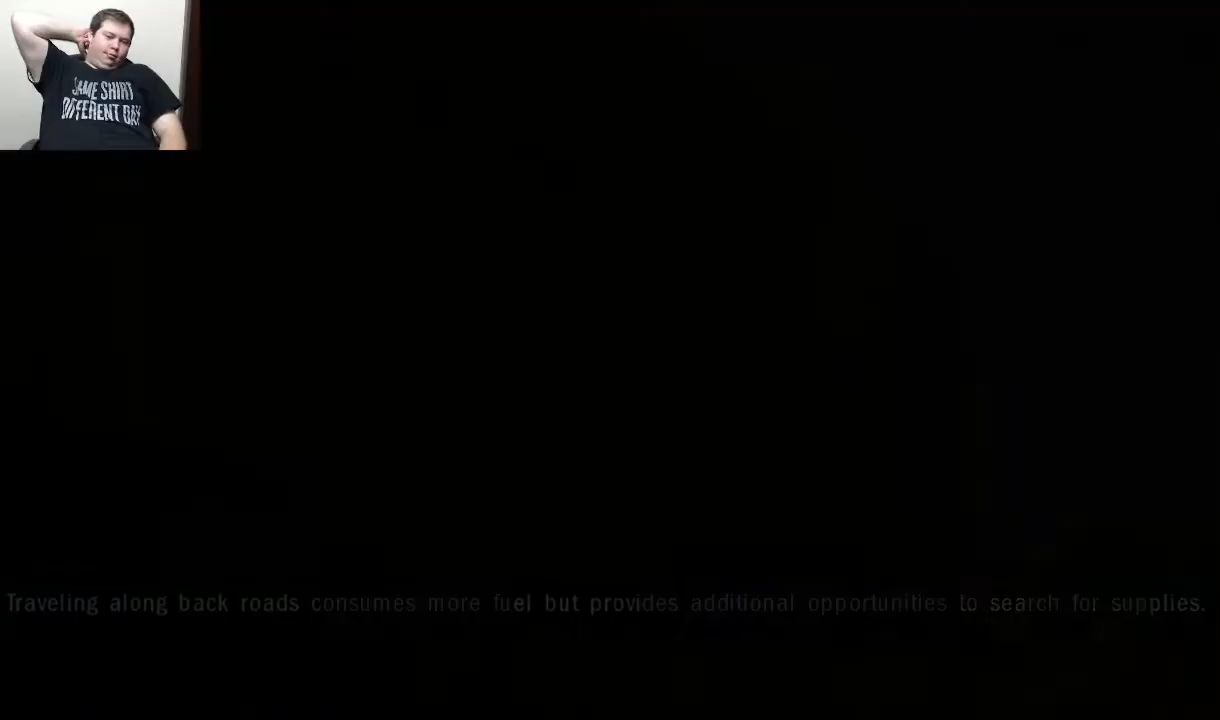 SAME SHIRT
DIFFERENT DAY
Traveling along back roads consumes more fuel but provides additional opportunities to search for supplies.